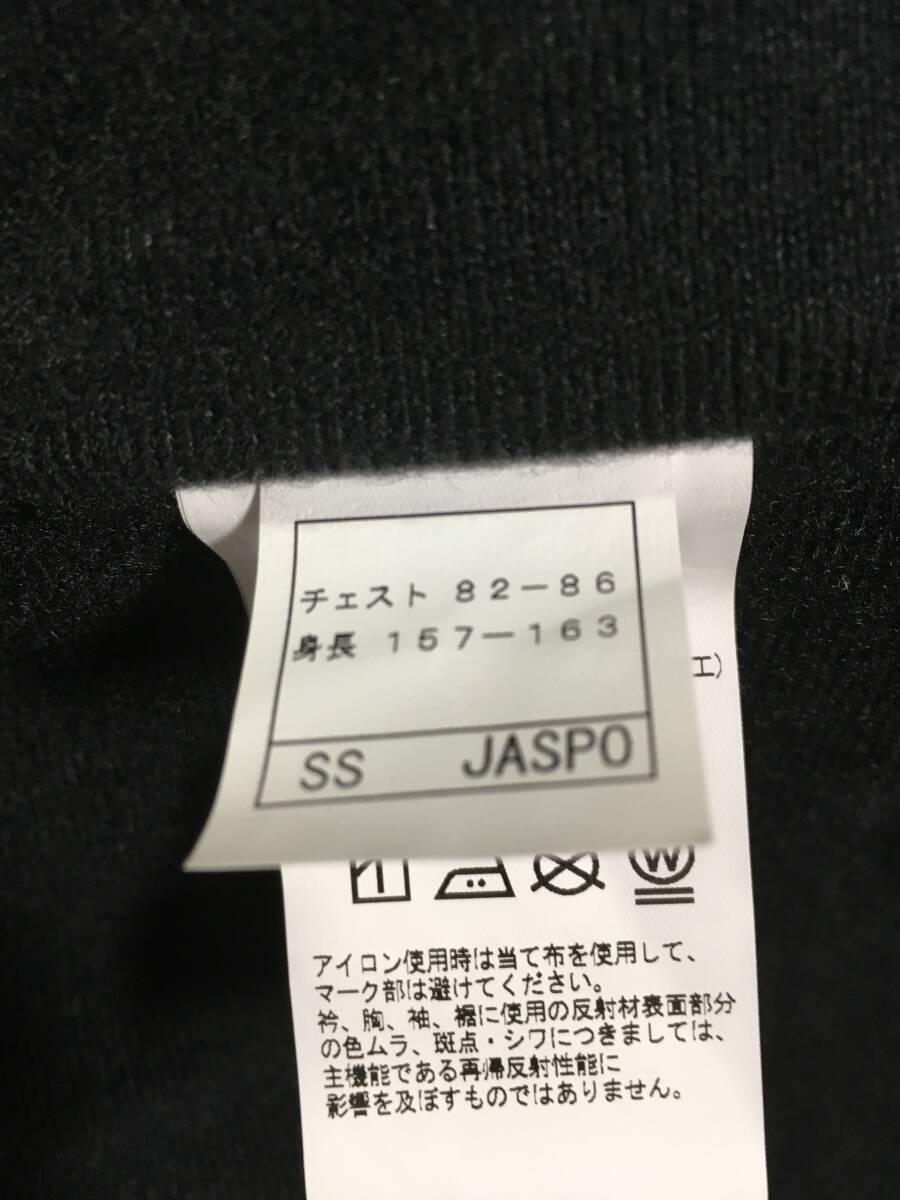 チェスト 82-86
身長 157-163
SS JASPO
エ)
W
アイロン使用時は当て布を使用して、
マーク部は避けてください。
衿、胸、袖、裾に使用の反射材表面部分
の色ムラ、斑点・シワにつきましては、
主機能である再帰反射性能に
影響を及ぼすものではありません。